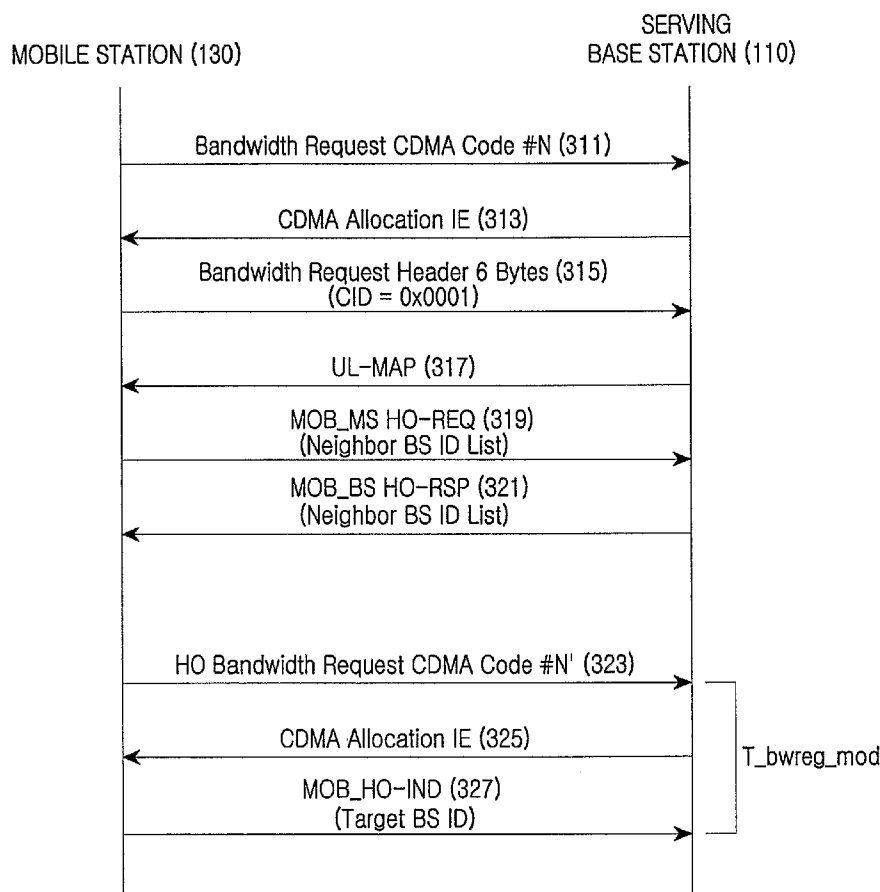 MOBILE STATION (130)
SERVING
BASE STATION (110)
Bandwidth Request CDMA Code #N (311)
CDMA Allocation IE (313)
Bandwidth Request Header 6 Bytes (315)
(CID = 0x0001)
UL-MAP (317)
MOB_MS HO-REQ (319)
(Neighbor BS ID List)
MOB_BS HO-RSP (321)
(Neighbor BS ID List)
HO Bandwidth Request CDMA Code #N' (323)
CDMA Allocation IE (325)
T_bwreg_mod
MOB_HO-IND (327)
(Target BS ID)